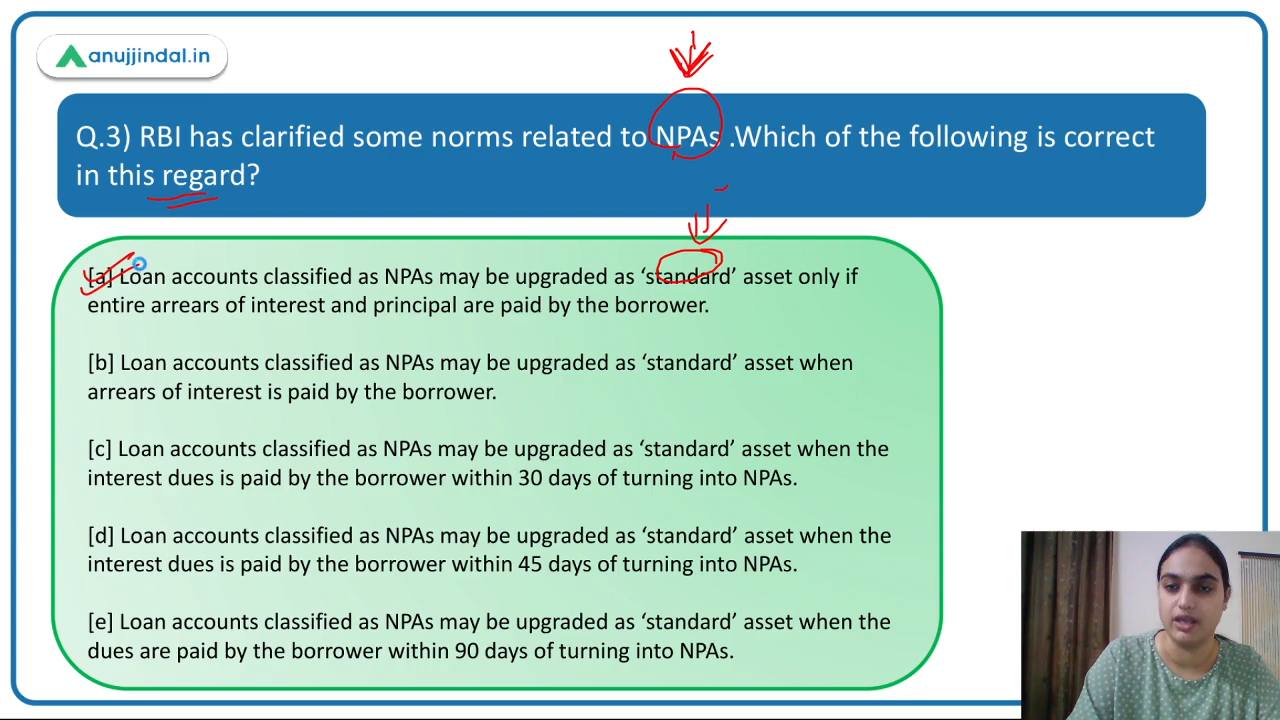 anujjindal.in
Q.3) RBI has clarified some norms related to NPAs .Which of the following is correct
in this regard?
[a] Loan accounts classified as NPAs may be upgraded as ‘standard’ asset only if
entire arrears of interest and principal are paid by the borrower.
[b] Loan accounts classified as NPAs may be upgraded as ‘standard’ asset when
arrears of interest is paid by the borrower.
[c] Loan accounts classified as NPAs may be upgraded as ‘standard’ asset when the
interest dues is paid by the borrower within 30 days of turning into NPAs.
[d] Loan accounts classified as NPAs may be upgraded as ‘standard’ asset when the
interest dues is paid by the borrower within 45 days of turning into NPAs.
[e] Loan accounts classified as NPAs may be upgraded as ‘standard’ asset when the
dues are paid by the borrower within 90 days of turning into NPAs.